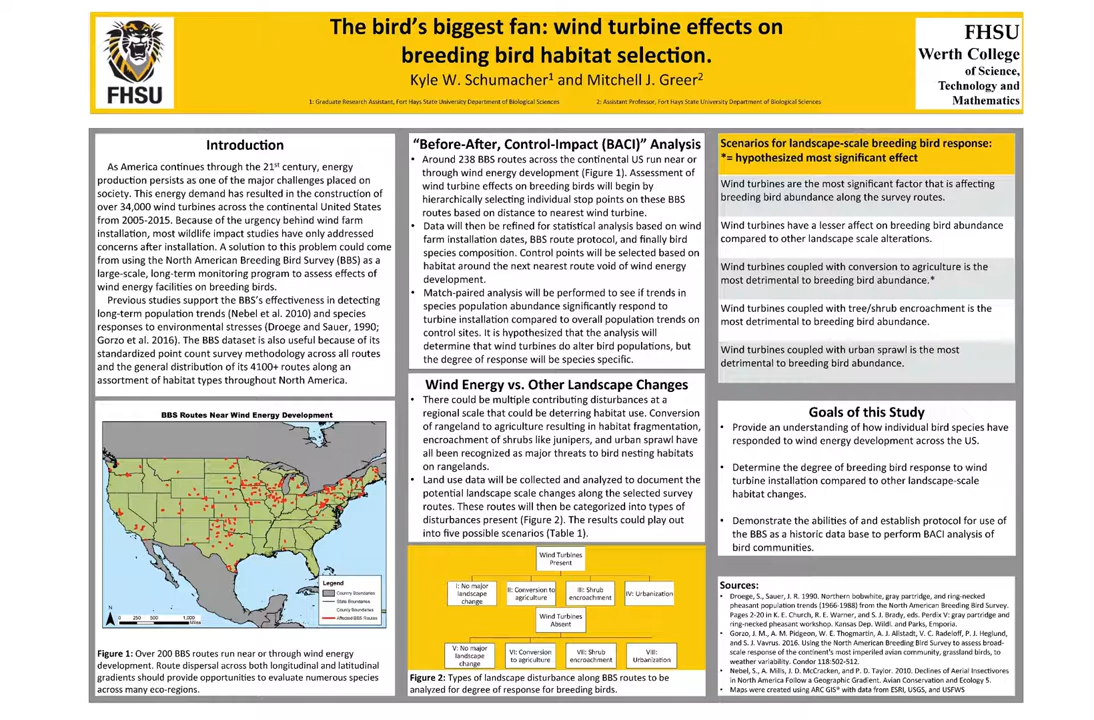 The bird's biggest fan: wind turbine effects on
breeding bird habitat selection.
Kyle W. Schumacher1 and Mitchell J. Greer2
1: Graduate Research Assistant, Fort Hays State University Department of Biological Sciences 2: Assistant Professor, Fort Hays State University Department of Biological Sciences
FHSU
FHSU
Werth College
of Science,
Technology and
Mathematics
Introduction
As America continues through the 21st century, energy
production persists as one of the major challenges placed on
society. This energy demand has resulted in the construction of
over 34,000 wind turbines across the continental United States
from 2005-2015. Because of the urgency behind wind farm
installation, most wildlife impact studies have only addressed
concerns after installation. A solution to this problem could come
from using the North American Breeding Bird Survey (BBS) as a
large-scale, long-term monitoring program to assess effects of
wind energy facilities on breeding birds.
Previous studies support the BBS's effectiveness in detecting
long-term population trends (Nebel et al. 2010) and species
responses to environmental stresses (Droege and Sauer, 1990;
Gorzo et al. 2016). The BBS dataset is also useful because of its
standardized point count survey methodology across all routes
and the general distribution of its 4100+ routes along an
assortment of habitat types throughout North America.
BBS Routes Near Wind Energy Development
Legend
Country Boundaries
State Boundaries
County Boundaries
Affected BBS Routes
N
0 250 500 1,000
Miles
Figure 1: Over 200 BBS routes run near or through wind energy
development. Route dispersal across both longitudinal and latitudinal
gradients should provide opportunities to evaluate numerous species
across many eco-regions.
"Before-After, Control-Impact (BACI)" Analysis
• Around 238 BBS routes across the continental US run near or
through wind energy development (Figure 1). Assessment of
wind turbine effects on breeding birds will begin by
hierarchically selecting individual stop points on these BBS
routes based on distance to nearest wind turbine.
• Data will then be refined for statistical analysis based on wind
farm installation dates, BBS route protocol, and finally bird
species composition. Control points will be selected based on
habitat around the next nearest route void of wind energy
development.
• Match-paired analysis will be performed to see if trends in
species population abundance significantly respond to
turbine installation compared to overall population trends on
control sites. It is hypothesized that the analysis will
determine that wind turbines do alter bird populations, but
the degree of response will be species specific.
Wind Energy vs. Other Landscape Changes
• There could be multiple contributing disturbances at a
regional scale that could be deterring habitat use. Conversion
of rangeland to agriculture resulting in habitat fragmentation,
encroachment of shrubs like junipers, and urban sprawl have
all been recognized as major threats to bird nesting habitats
on rangelands.
• Land use data will be collected and analyzed to document the
potential landscape scale changes along the selected survey
routes. These routes will then be categorized into types of
disturbances present (Figure 2). The results could play out
into five possible scenarios (Table 1).
Wind Turbines
Present
I: No major
landscape
change
II: Conversion to
agriculture
III: Shrub
encroachment
IV: Urbanization
Wind Turbines
Absent
V: No major
landscape
change
VI: Conversion
to agriculture
VII: Shrub
encroachment
VIII:
Urbanization
Figure 2: Types of landscape disturbance along BBS routes to be
analyzed for degree of response for breeding birds.
Scenarios for landscape-scale breeding bird response:
*= hypothesized most significant effect
Wind turbines are the most significant factor that is affecting
breeding bird abundance along the survey routes.
Wind turbines have a lesser affect on breeding bird abundance
compared to other landscape scale alterations.
Wind turbines coupled with conversion to agriculture is the
most detrimental to breeding bird abundance.*
Wind turbines coupled with tree/shrub encroachment is the
most detrimental to breeding bird abundance.
Wind turbines coupled with urban sprawl is the most
detrimental to breeding bird abundance.
Goals of this Study
• Provide an understanding of how individual bird species have
responded to wind energy development across the US.
• Determine the degree of breeding bird response to wind
turbine installation compared to other landscape-scale
habitat changes.
• Demonstrate the abilities of and establish protocol for use of
the BBS as a historic data base to perform BACI analysis of
bird communities.
Sources:
• Droege, S., Sauer, J. R. 1990. Northern bobwhite, gray partridge, and ring-necked
pheasant population trends (1966-1988) from the North American Breeding Bird Survey.
Pages 2-20 in K. E. Church, R. E. Warner, and S. J. Brady, eds. Perdix V: gray partridge and
ring-necked pheasant workshop. Kansas Dep. Wildl. and Parks, Emporia.
• Gorzo, J. M., A. M. Pidgeon, W. E. Thogmartin, A. J. Allstadt, V. C. Radeloff, P. J. Heglund,
and S. J. Vavrus. 2016. Using the North American Breeding Bird Survey to assess broad-
scale response of the continent's most imperiled avian community, grassland birds, to
weather variability. Condor 118:502-512.
• Nebel, S., A. Mills, J. D. McCracken, and P. D. Taylor. 2010. Declines of Aerial Insectivores
in North America Follow a Geographic Gradient. Avian Conservation and Ecology 5.
• Maps were created using ARC GIS® with data from ESRI, USGS, and USFWS